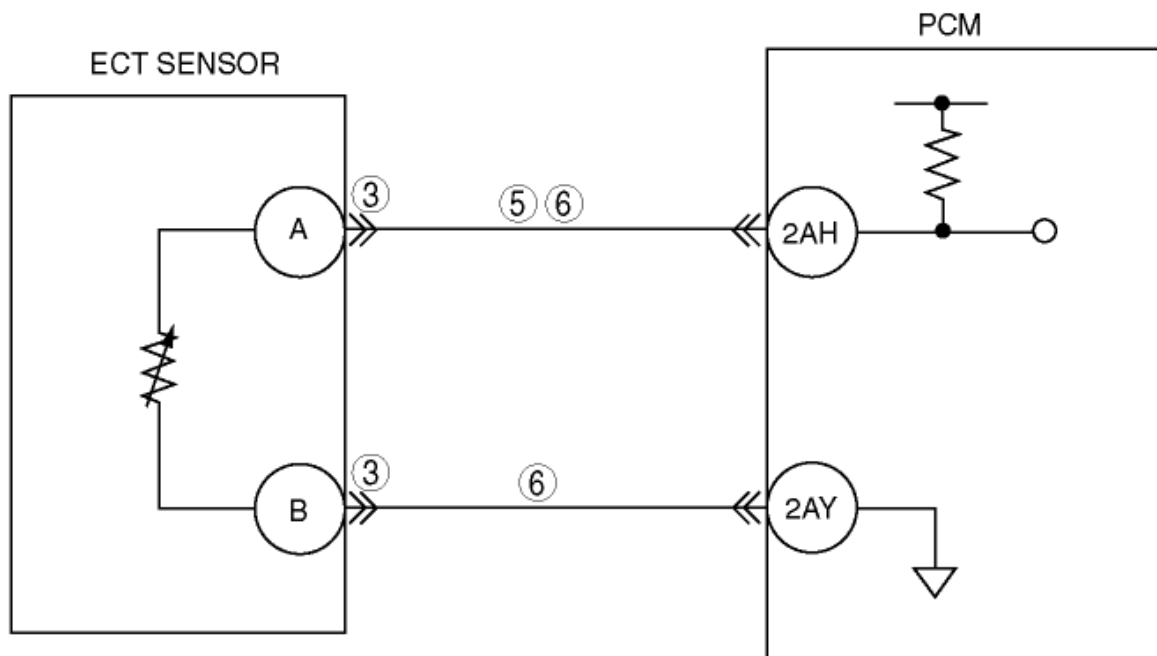 PCM
ECT SENSOR
③ ⑤ ⑥
A 2AH
③ ⑥
B 2AY